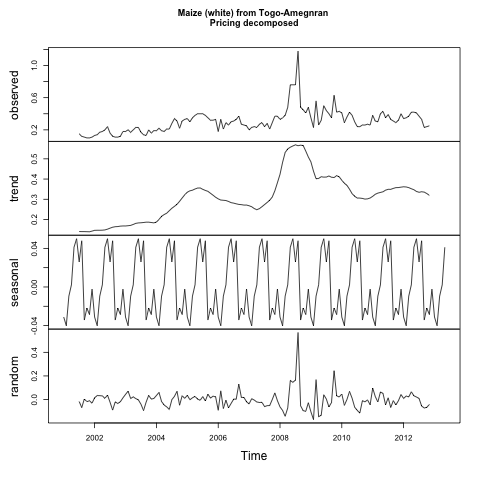 Maize (white) from Togo-Amegnran
Pricing decomposed
observed
0.2
0.6
1.0
trend
0.2
0.3
0.4
0.5
seasonal
-0.04
0.00
0.04
random
0.0
0.2
0.4
2002
2004
2006
2008
2010
2012
Time